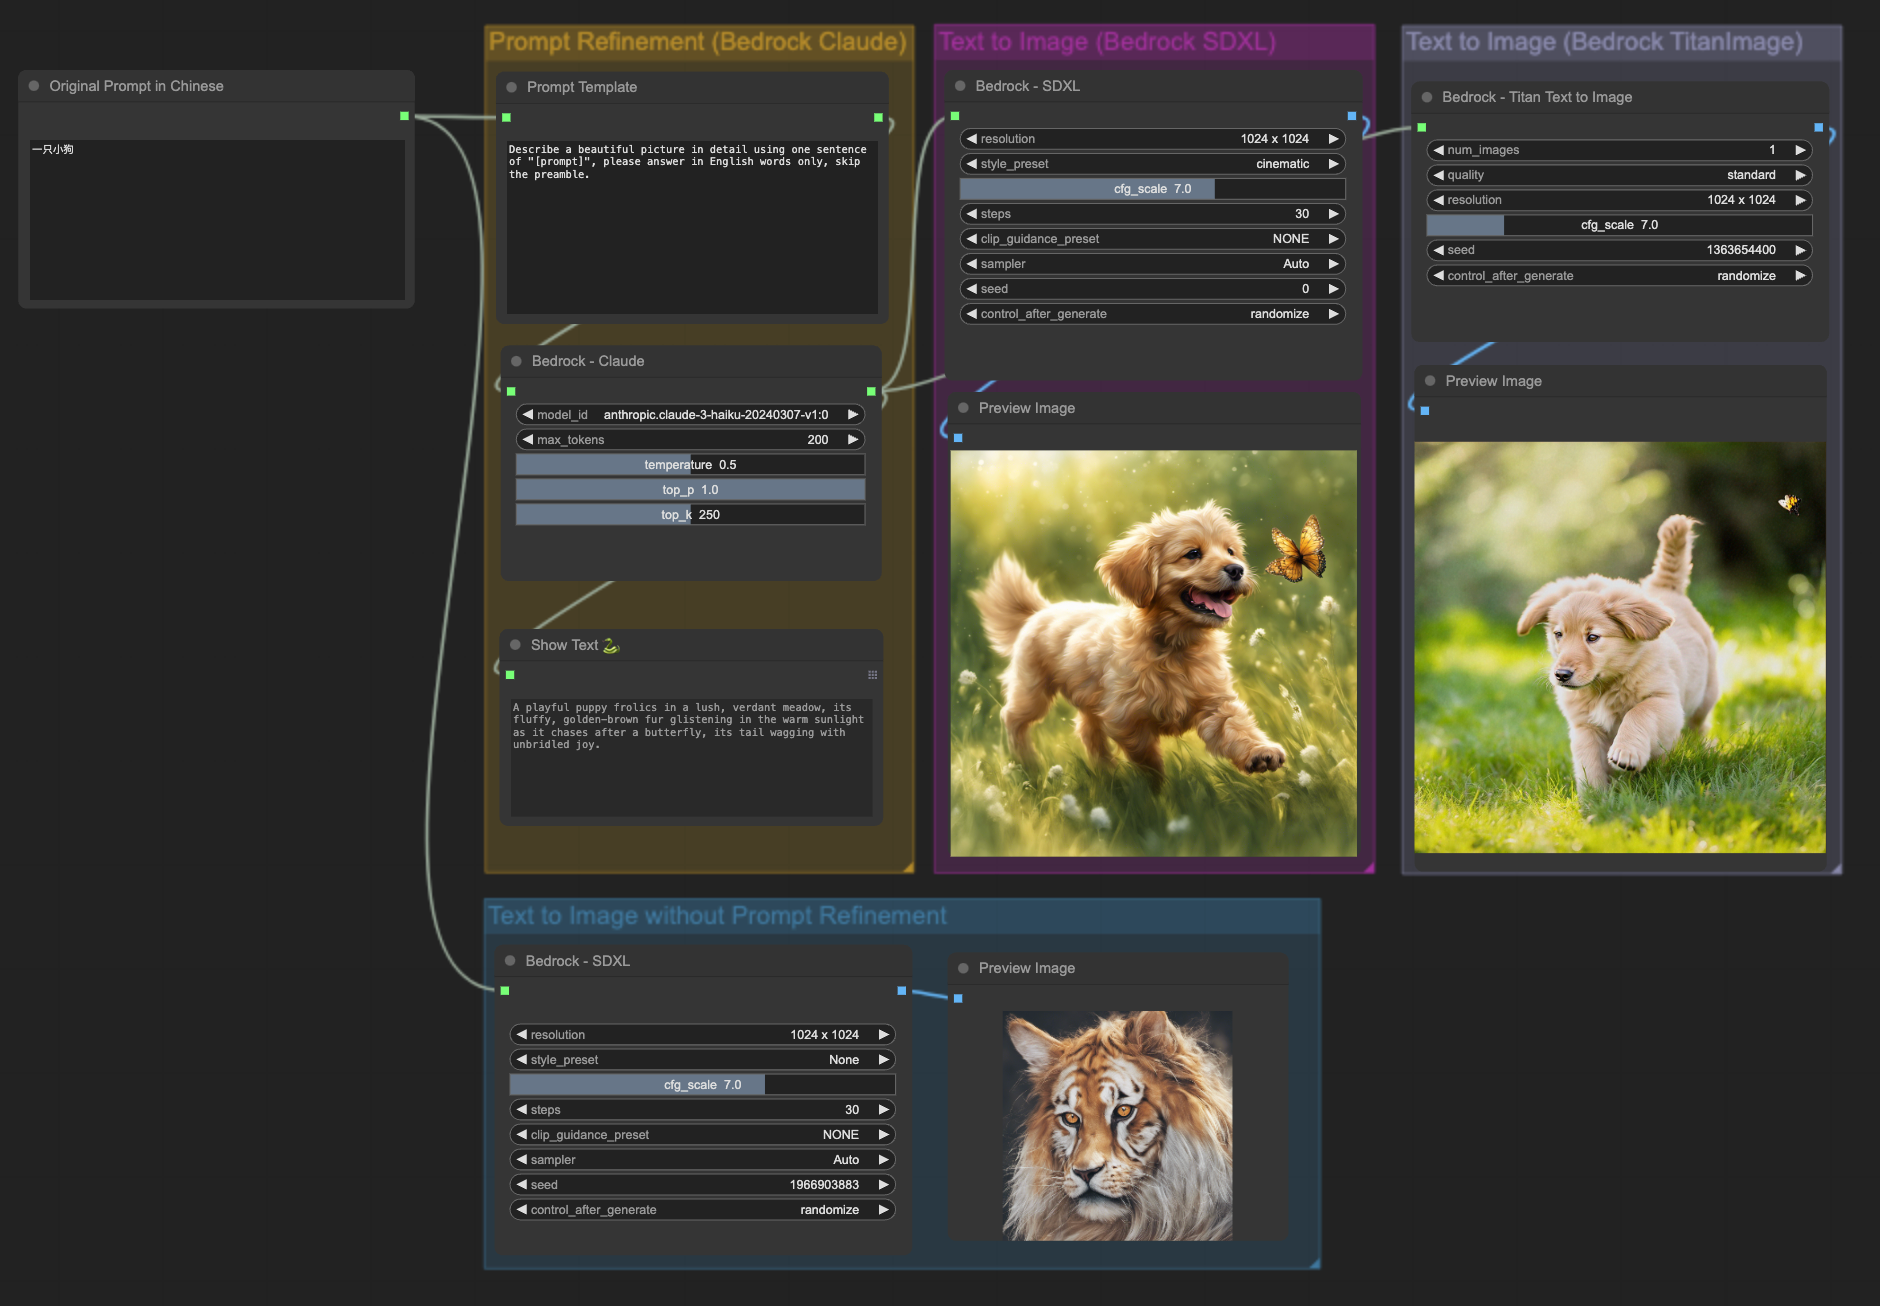 Original Prompt in Chinese
一只小狗
Prompt Refinement (Bedrock Claude)
Prompt Template
Describe a beautiful picture in detail using one sentence
of "[prompt]", please answer in English words only, skip
the preamble.
Bedrock - Claude
model_id anthropic.claude-3-haiku-20240307-v1:0
max_tokens 200
temperature 0.5
top_p 1.0
top_k 250
Show Text 🐍
A playful puppy frolics in a lush, verdant meadow, its
fluffy, golden-brown fur glistening in the warm sunlight
as it chases after a butterfly, its tail wagging with
unbridled joy.
Text to Image (Bedrock SDXL)
Bedrock - SDXL
resolution 1024 x 1024
style_preset cinematic
cfg_scale 7.0
steps 30
clip_guidance_preset NONE
sampler Auto
seed 0
control_after_generate randomize
Preview Image
Text to Image (Bedrock TitanImage)
Bedrock - Titan Text to Image
num_images 1
quality standard
resolution 1024 x 1024
cfg_scale 7.0
seed 1363654400
control_after_generate randomize
Preview Image
Text to Image without Prompt Refinement
Bedrock - SDXL
resolution 1024 x 1024
style_preset None
cfg_scale 7.0
steps 30
clip_guidance_preset NONE
sampler Auto
seed 1966903883
control_after_generate randomize
Preview Image